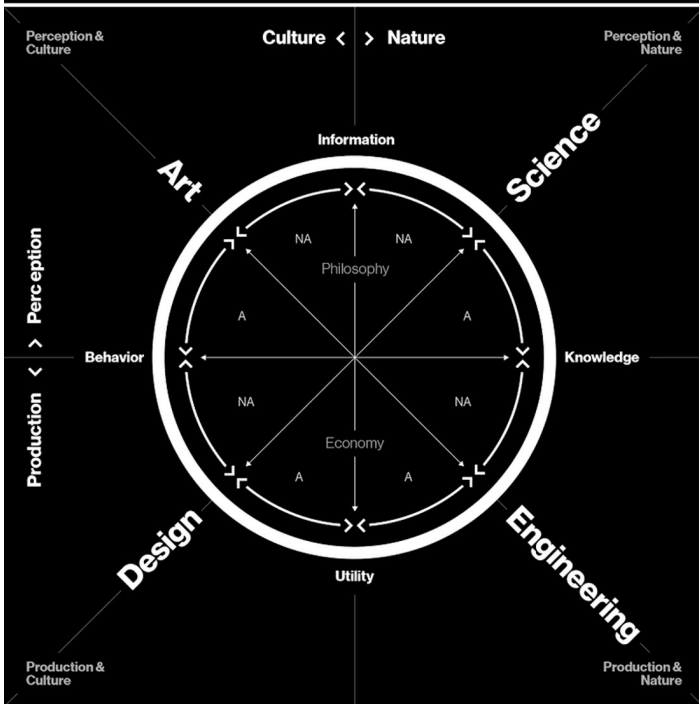 Perception &
Culture
Culture < > Nature
Perception &
Nature
Information
Art
Science
NA
NA
Philosophy
Production < > Perception
A
A
Behavior
Knowledge
NA
NA
Economy
A
A
Design
Engineering
Utility
Production &
Culture
Production &
Nature